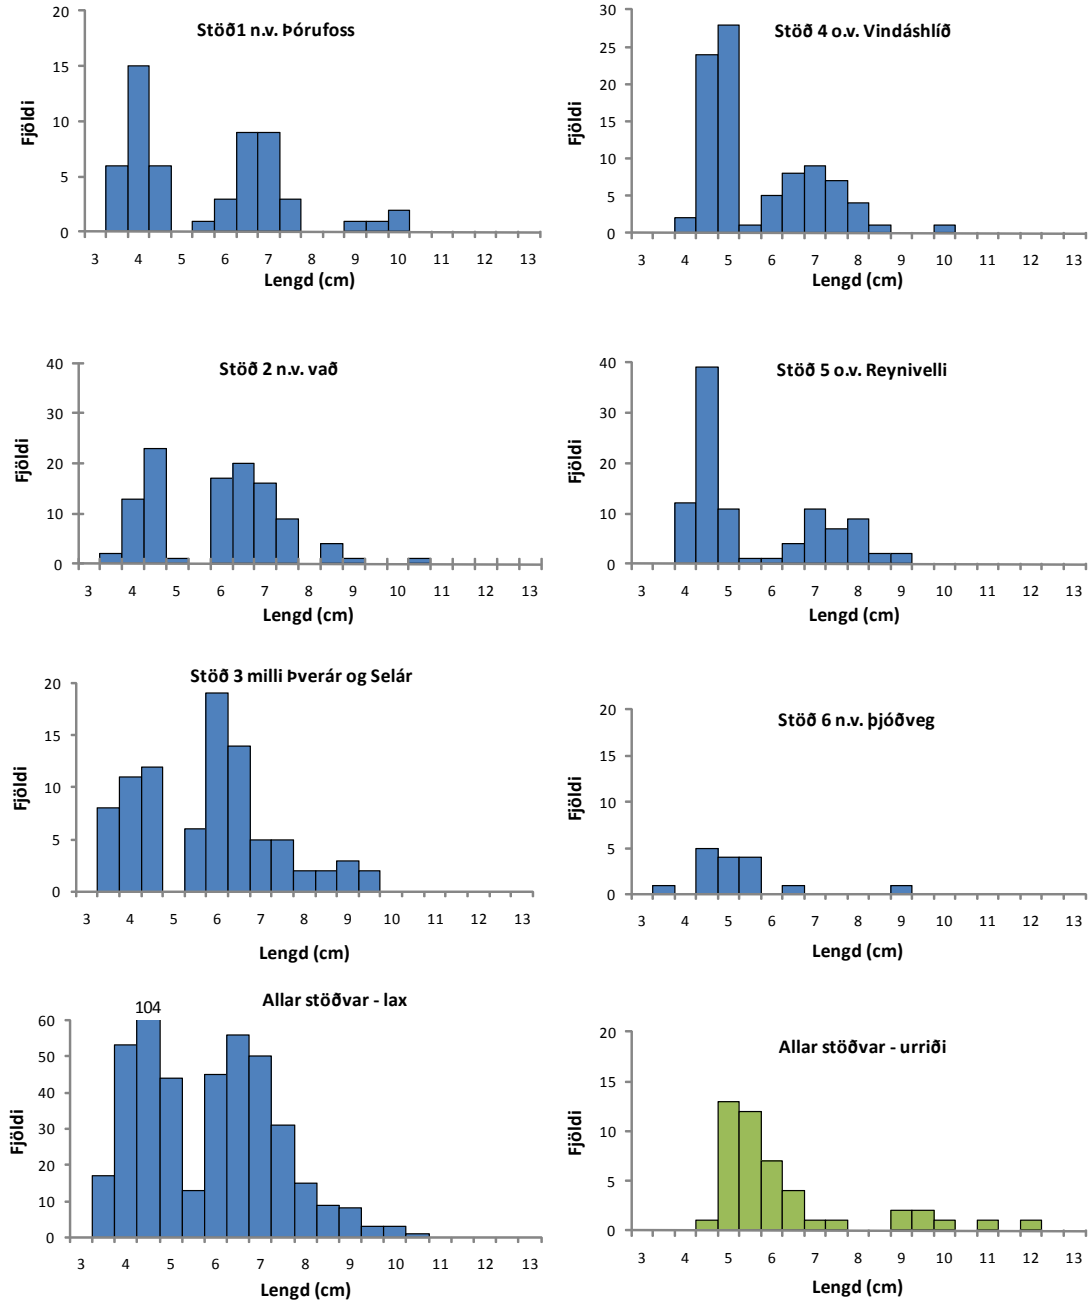 Stöð1 n.v. Þórufoss
Fjöldi
20
15
10
5
0
3 4 5 6 7 8 9 10 11 12 13
Lengd (cm)
Stöð 4 o.v. Vindáshlíð
Fjöldi
30
25
20
15
10
5
0
3 4 5 6 7 8 9 10 11 12 13
Lengd (cm)
Stöð 2 n.v. vað
Fjöldi
40
30
20
10
0
3 4 5 6 7 8 9 10 11 12 13
Lengd (cm)
Stöð 5 o.v. Reynivelli
Fjöldi
40
30
20
10
0
3 4 5 6 7 8 9 10 11 12 13
Lengd (cm)
Stöð 3 milli Þverár og Selár
Fjöldi
20
15
10
5
0
3 4 5 6 7 8 9 10 11 12 13
Lengd (cm)
Stöð 6 n.v. þjóðveg
Fjöldi
20
15
10
5
0
3 4 5 6 7 8 9 10 11 12 13
Lengd (cm)
Allar stöðvar - lax
104
Fjöldi
60
50
40
30
20
10
0
3 4 5 6 7 8 9 10 11 12 13
Lengd (cm)
Allar stöðvar - urriði
Fjöldi
20
15
10
5
0
3 4 5 6 7 8 9 10 11 12 13
Lengd (cm)